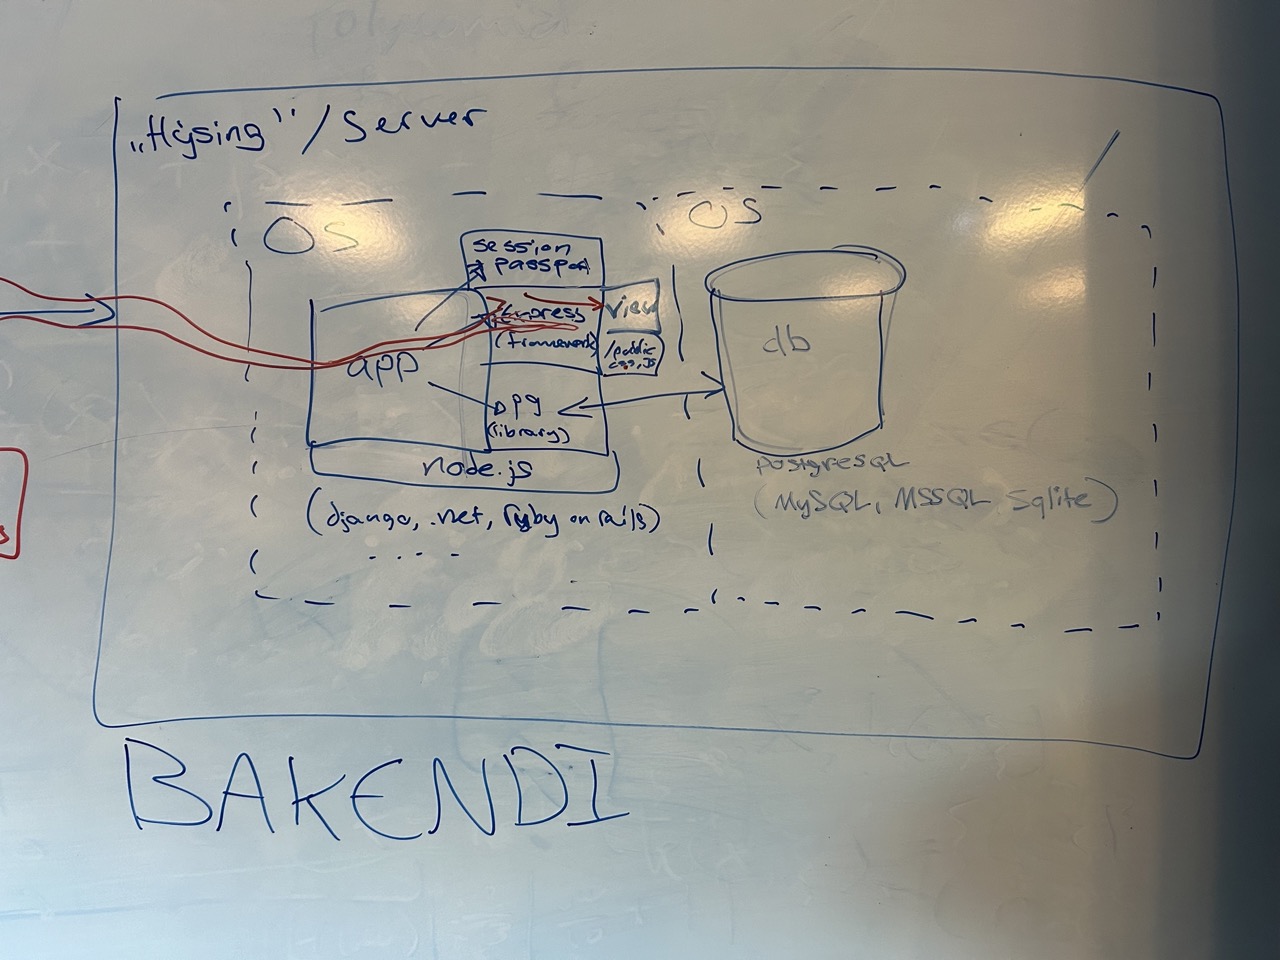 „Hýsing“ / Server
OS
OS
session
passport
Express
(framework)
view
/public
css, js
app
pg
(library)
db
node.js
(django, .net, Ryby on rails)
....
PostgreSQL
(MySQL, MSSQL, Sqlite)
BAKENDI